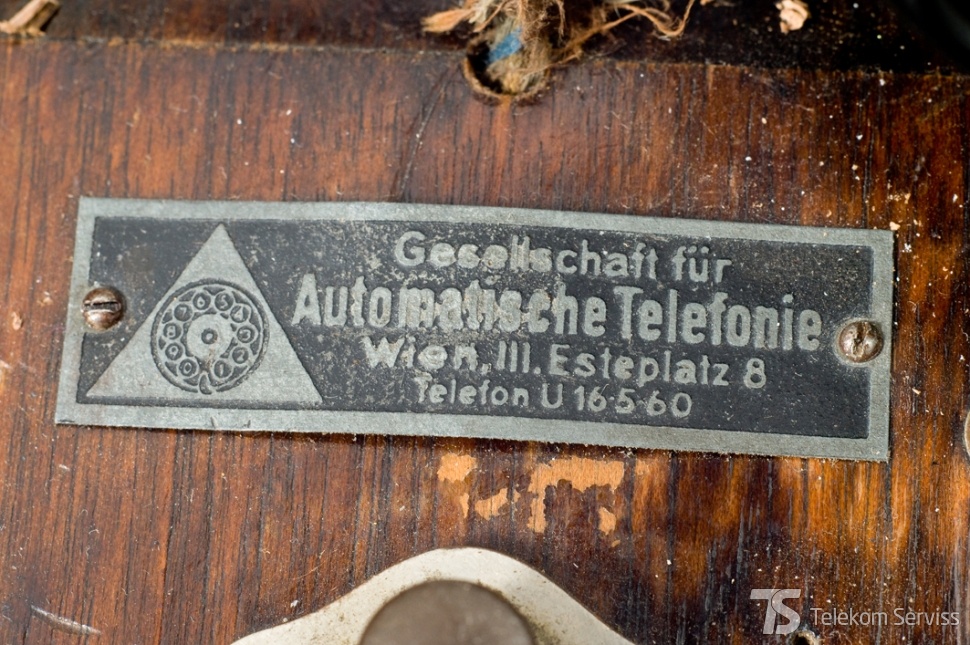 Gesellschaft für
Automatische Telefonie
Wien, III. Esteplatz 8
Telefon U 16·5·60
TS Telekom Serviss